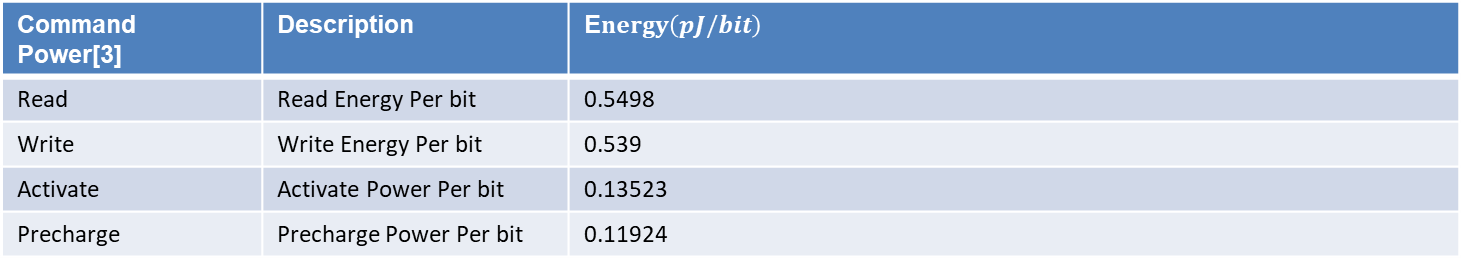 Command Power[3] Description Energy(pJ/bit)
Read Read Energy Per bit 0.5498
Write Write Energy Per bit 0.539
Activate Activate Power Per bit 0.13523
Precharge Precharge Power Per bit 0.11924